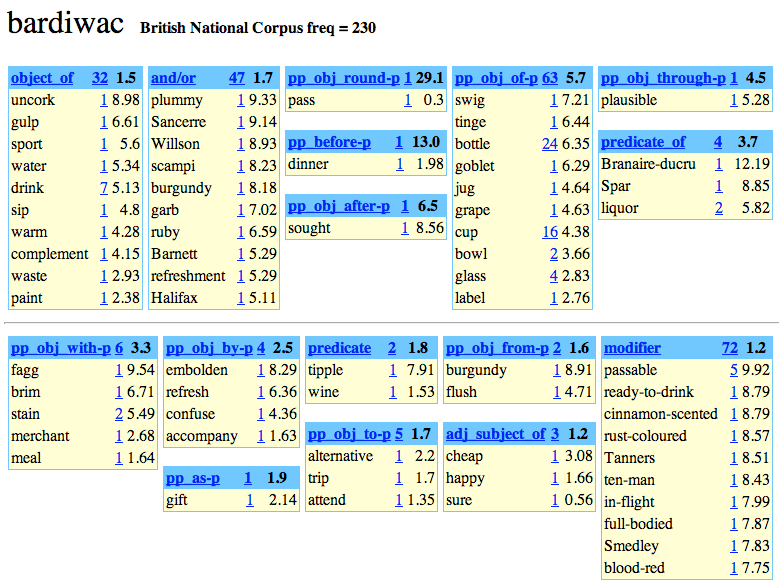 bardiwac British National Corpus freq = 230
object_of 32 1.5
uncork 1 8.98
gulp 1 6.61
sport 1 5.6
water 1 5.34
drink 7 5.13
sip 1 4.8
warm 1 4.28
complement 1 4.15
waste 1 2.93
paint 1 2.38
and/or 47 1.7
plummy 1 9.33
Sancerre 1 9.14
Willson 1 8.93
scampi 1 8.23
burgundy 1 8.18
garb 1 7.02
ruby 1 6.59
Barnett 1 5.29
refreshment 1 5.29
Halifax 1 5.11
pp_obj_round-p 1 29.1
pass 1 0.3
pp_before-p 1 13.0
dinner 1 1.98
pp_obj_after-p 1 6.5
sought 1 8.56
pp_obj_of-p 63 5.7
swig 1 7.21
tinge 1 6.44
bottle 24 6.35
goblet 1 6.29
jug 1 4.64
grape 1 4.63
cup 16 4.38
bowl 2 3.66
glass 4 2.83
label 1 2.76
pp_obj_through-p 1 4.5
plausible 1 5.28
predicate_of 4 3.7
Branaire-ducru 1 12.19
Spar 1 8.85
liquor 2 5.82
pp_obj_with-p 6 3.3
fagg 1 9.54
brim 1 6.71
stain 2 5.49
merchant 1 2.68
meal 1 1.64
pp_obj_by-p 4 2.5
embolden 1 8.29
refresh 1 6.36
confuse 1 4.36
accompany 1 1.63
pp_as-p 1 1.9
gift 1 2.14
predicate 2 1.8
tipple 1 7.91
wine 1 1.53
pp_obj_to-p 5 1.7
alternative 1 2.2
trip 1 1.7
attend 1 1.35
pp_obj_from-p 2 1.6
burgundy 1 8.91
flush 1 4.71
adj_subject_of 3 1.2
cheap 1 3.08
happy 1 1.66
sure 1 0.56
modifier 72 1.2
passable 5 9.92
ready-to-drink 1 8.79
cinnamon-scented 1 8.79
rust-coloured 1 8.57
Tanners 1 8.51
ten-man 1 8.43
in-flight 1 7.99
full-bodied 1 7.87
Smedley 1 7.83
blood-red 1 7.75